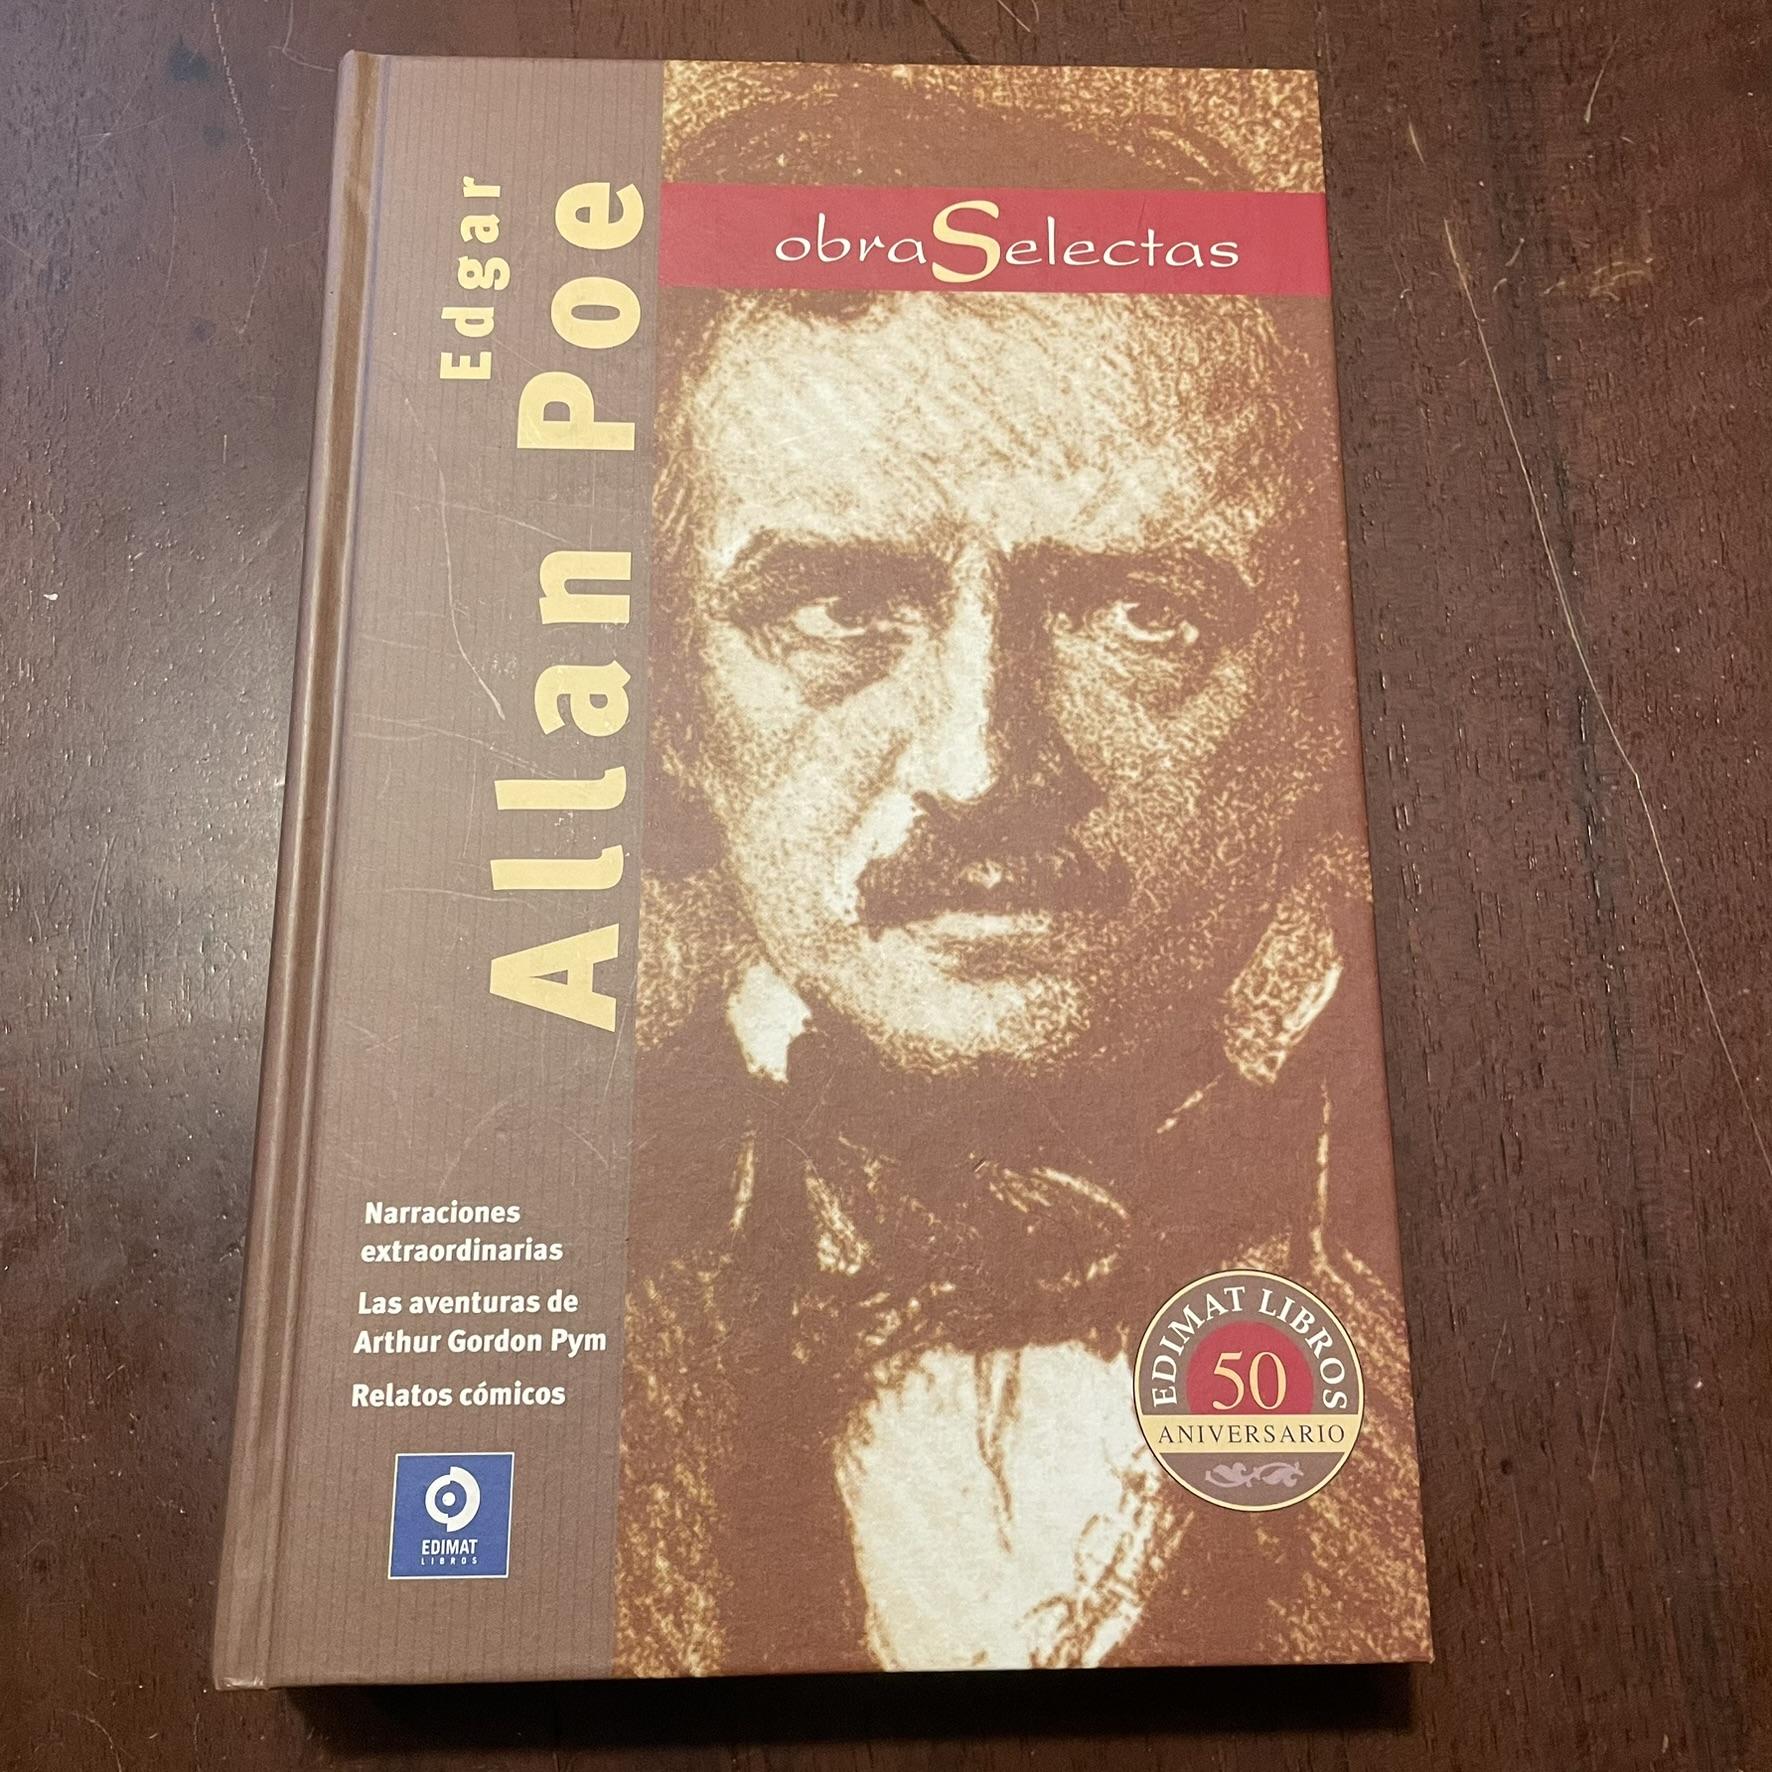 Edgar
Allan Poe
obraSelectas
Narraciones
extraordinarias
Las aventuras de
Arthur Gordon Pym
Relatos cómicos
EDIMAT
LIBROS
EDIMAT LIBROS
50
ANIVERSARIO